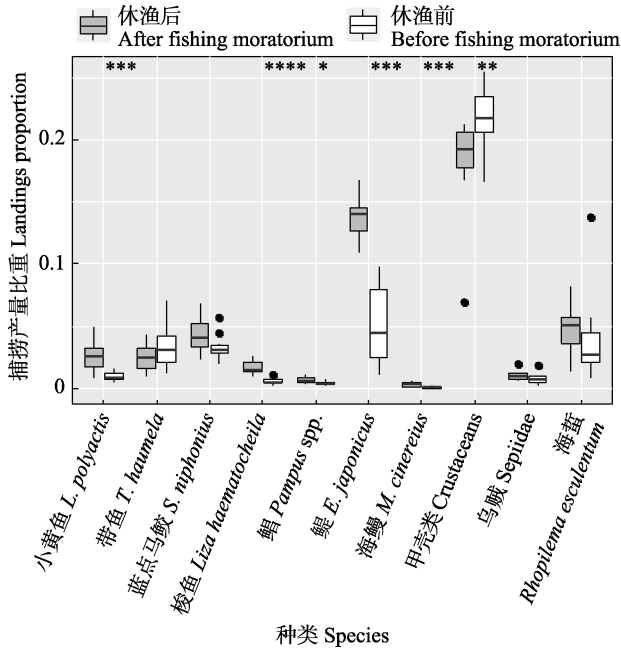 休渔后
After fishing moratorium
休渔前
Before fishing moratorium
*** **** * *** *** **
捕捞产量比重 Landings proportion
0.2
0.1
0
小黄鱼 L. polyactis
带鱼 T. haumela
蓝点马鲛 S. niphonius
梭鱼 Liza haematocheila
鲳 Pampus spp.
鳀 E. japonicus
海鳗 M. cinereius
甲壳类 Crustaceans
乌贼 Sepiidae
海蜇
Rhopilema esculentum
种类 Species